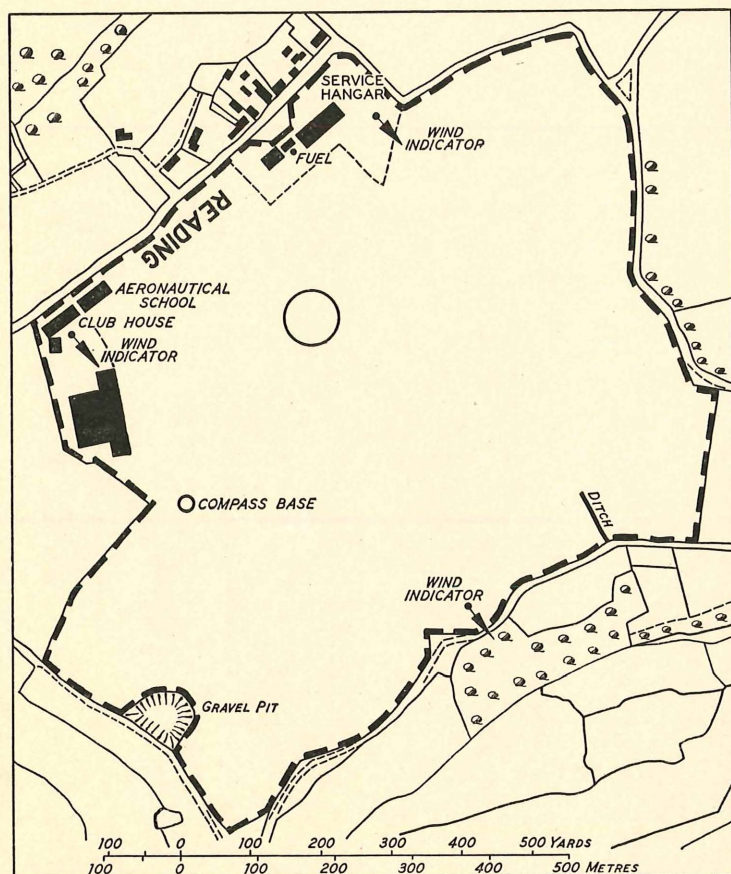 SERVICE
HANGAR
WIND
INDICATOR
FUEL
READING
AERONAUTICAL
SCHOOL
CLUB HOUSE
WIND
INDICATOR
COMPASS BASE
DITCH
WIND
INDICATOR
GRAVEL PIT
100 0 100 200 300 400 500 YARDS
100 0 100 200 300 400 500 METRES